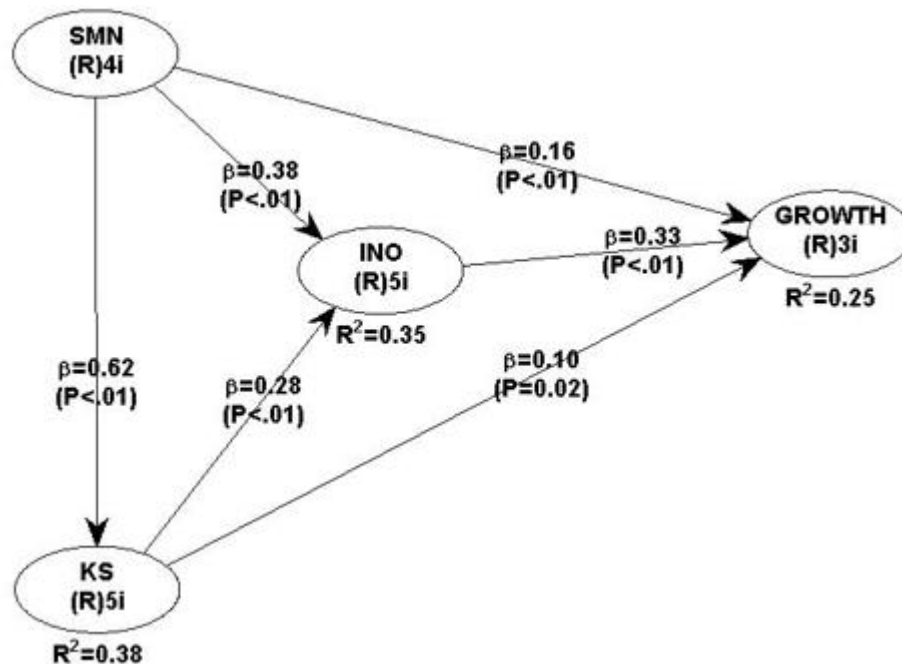 SMN
(R)4i
β=0.16
(P<.01)
β=0.38
(P<.01)
GROWTH
(R)3i
R²=0.25
β=0.33
(P<.01)
INO
(R)5i
R²=0.35
β=0.62
(P<.01)
β=0.28
(P<.01)
β=0.10
(P=0.02)
KS
(R)5i
R²=0.38